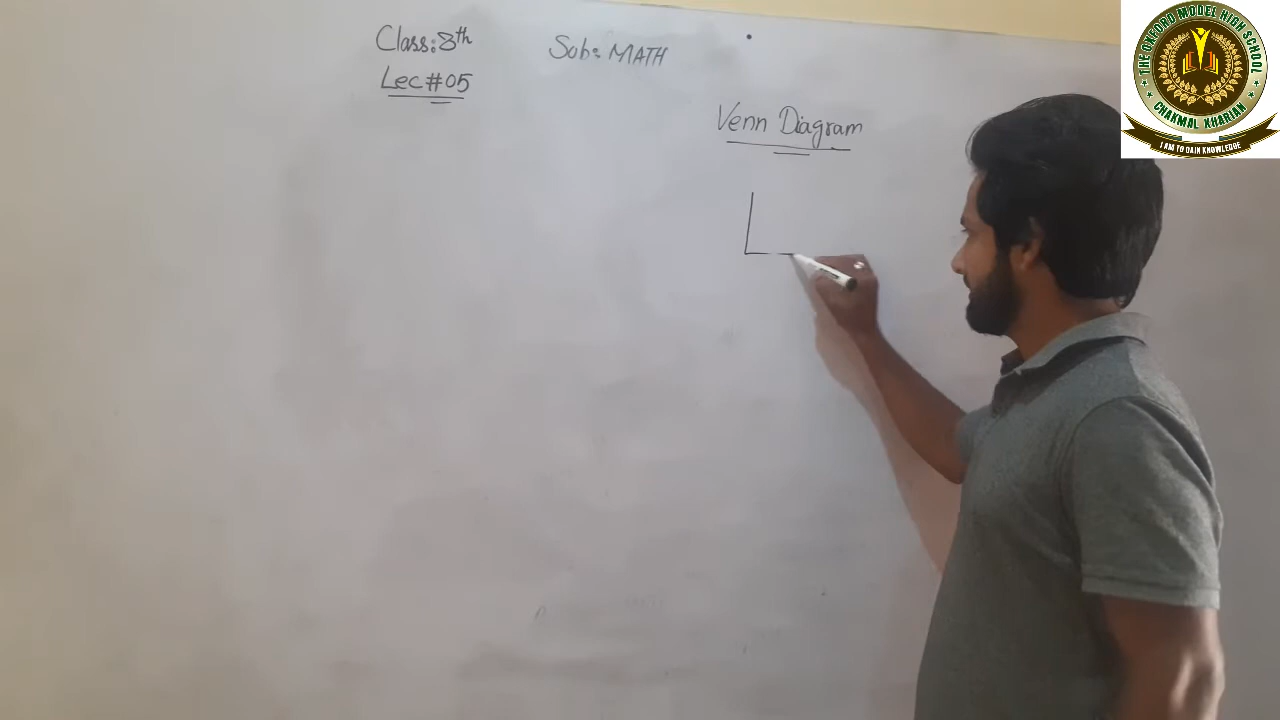 Class: 8th
Sub: MATH
Lec # 05
Venn Diagram
THE OXFORD MODEL HIGH SCHOOL
CHAKMAL KHARIAN
I AM TO GAIN KNOWLEDGE